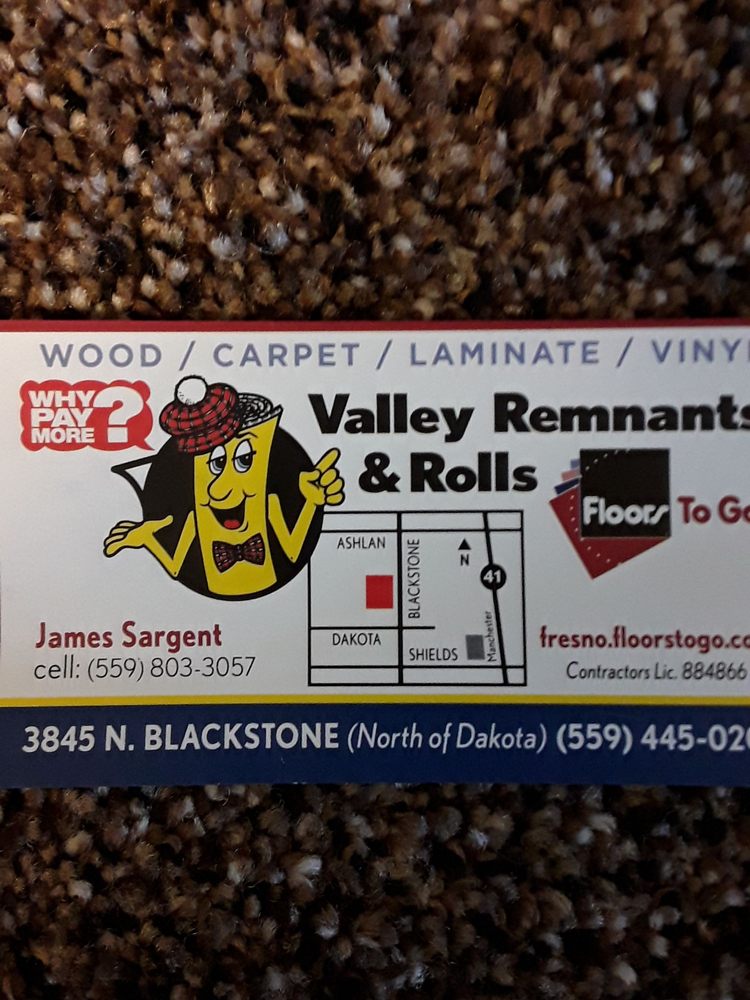 WOOD / CARPET / LAMINATE / VINY
WHY
PAY
MORE ?
Valley Remnants
& Rolls
Floors To Go
ASHLAN
BLACKSTONE
N
41
DAKOTA
SHIELDS
Manchester
James Sargent
cell: (559) 803-3057
fresno.floorstogo.co
Contractors Lic. 884866
3845 N. BLACKSTONE (North of Dakota) (559) 445-02